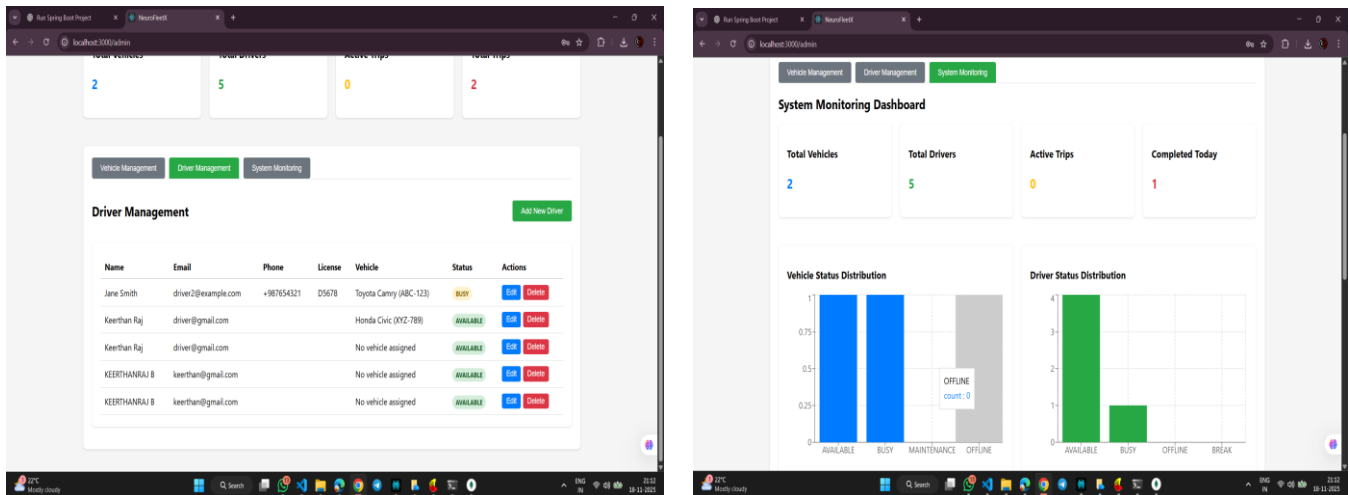 Run Spring Boot Project
NeuroFleetX
localhost:3000/admin
Total Vehicles Total Drivers Active Trips Total Trips
2 5 0 2
Vehicle Management Driver Management System Monitoring
Driver Management
Add New Driver
Name Email Phone License Vehicle Status Actions
Jane Smith driver2@example.com +987654321 D5678 Toyota Camry (ABC-123) BUSY Edit Delete
Keerthan Raj driver@gmail.com Honda Civic (XYZ-789) AVAILABLE Edit Delete
Keerthan Raj driver@gmail.com No vehicle assigned AVAILABLE Edit Delete
KEERTHANRAJ B keerthan@gmail.com No vehicle assigned AVAILABLE Edit Delete
KEERTHANRAJ B keerthan@gmail.com No vehicle assigned AVAILABLE Edit Delete
22°C
Mostly cloudy
Search
ENG
IN
21:12
18-11-2025
Run Spring Boot Project
NeuroFleetX
localhost:3000/admin
Vehicle Management Driver Management System Monitoring
System Monitoring Dashboard
Total Vehicles Total Drivers Active Trips Completed Today
2 5 0 1
Vehicle Status Distribution
1
0.75
0.5
0.25
0
OFFLINE
count : 0
AVAILABLE BUSY MAINTENANCE OFFLINE
Driver Status Distribution
4
3
2
1
0
AVAILABLE BUSY OFFLINE BREAK
22°C
Mostly cloudy
Search
ENG
IN
21:12
18-11-2025